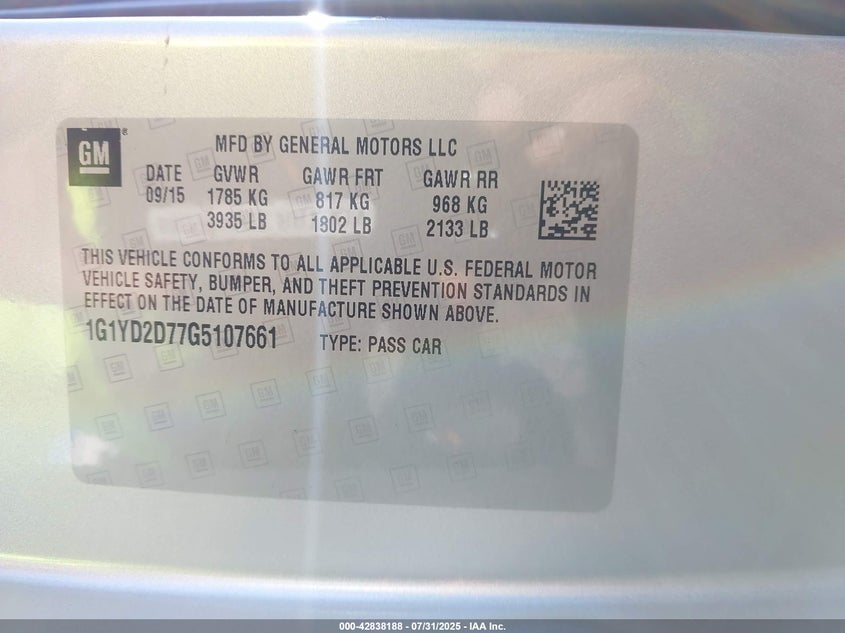 GM
MFD BY GENERAL MOTORS LLC
DATE GVWR GAWR FRT GAWR RR
09/15 1785 KG 817 KG 968 KG
3935 LB 1802 LB 2133 LB
THIS VEHICLE CONFORMS TO ALL APPLICABLE U.S. FEDERAL MOTOR
VEHICLE SAFETY, BUMPER, AND THEFT PREVENTION STANDARDS IN
EFFECT ON THE DATE OF MANUFACTURE SHOWN ABOVE.
1G1YD2D77G5107661 TYPE: PASS CAR
000-42838188 - 07/31/2025 - IAA Inc.